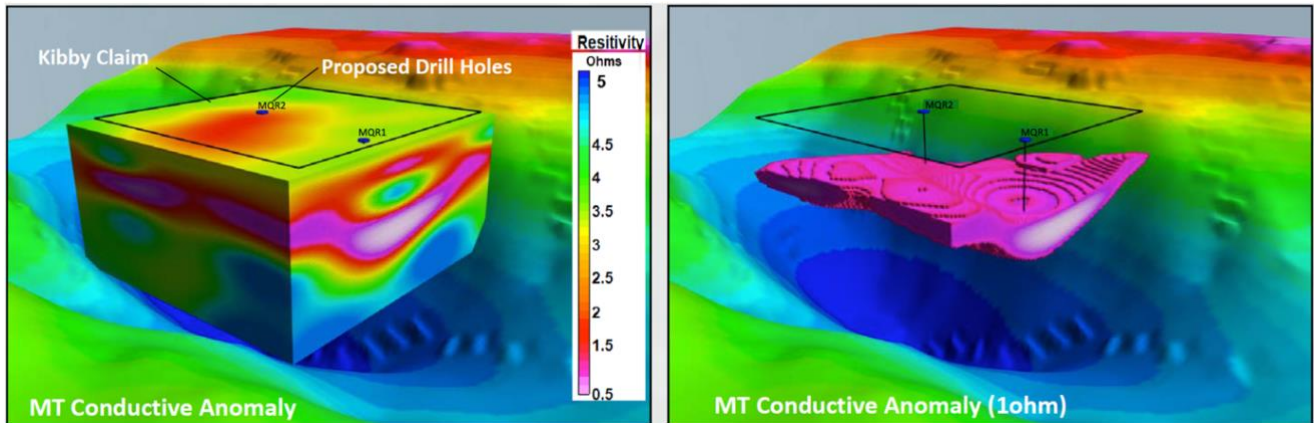 Kibby Claim
Proposed Drill Holes
MQR2
MQR1
MT Conductive Anomaly
Resitivity
Ohms
5
4.5
4
3.5
3
2.5
2
1.5
0.5
MQR2
MQR1
MT Conductive Anomaly (1ohm)